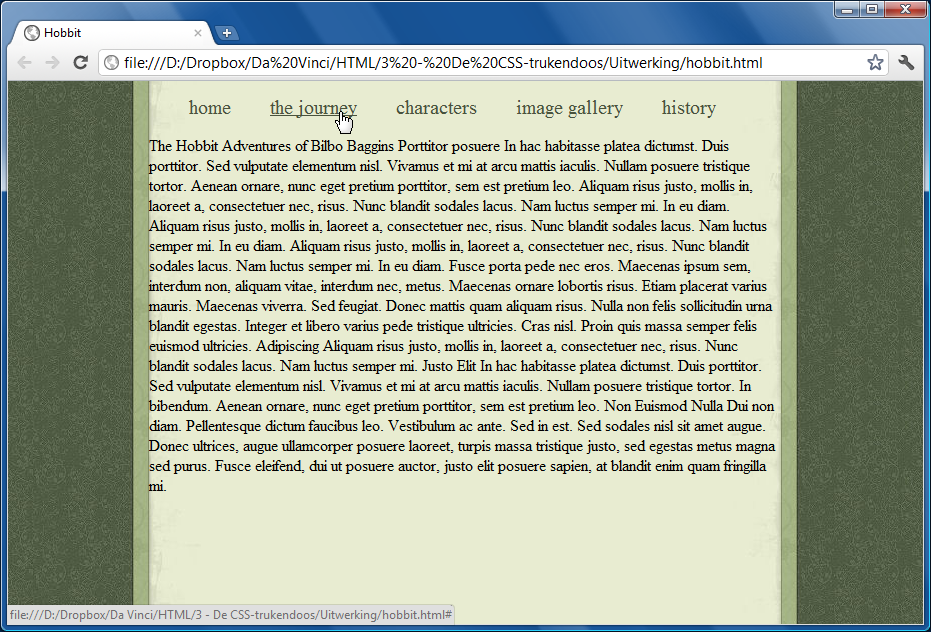 Hobbit
file:///D:/Dropbox/Da%20Vinci/HTML/3%20-%20De%20CSS-trukendoos/Uitwerking/hobbit.html
home the journey characters image gallery history
The Hobbit Adventures of Bilbo Baggins Porttitor posuere In hac habitasse platea dictumst. Duis
porttitor. Sed vulputate elementum nisl. Vivamus et mi at arcu mattis iaculis. Nullam posuere tristique
tortor. Aenean ornare, nunc eget pretium porttitor, sem est pretium leo. Aliquam risus justo, mollis in,
laoreet a, consectetuer nec, risus. Nunc blandit sodales lacus. Nam luctus semper mi. In eu diam.
Aliquam risus justo, mollis in, laoreet a, consectetuer nec, risus. Nunc blandit sodales lacus. Nam luctus
semper mi. In eu diam. Aliquam risus justo, mollis in, laoreet a, consectetuer nec, risus. Nunc blandit
sodales lacus. Nam luctus semper mi. In eu diam. Fusce porta pede nec eros. Maecenas ipsum sem,
interdum non, aliquam vitae, interdum nec, metus. Maecenas ornare lobortis risus. Etiam placerat varius
mauris. Maecenas viverra. Sed feugiat. Donec mattis quam aliquam risus. Nulla non felis sollicitudin urna
blandit egestas. Integer et libero varius pede tristique ultricies. Cras nisl. Proin quis massa semper felis
euismod ultricies. Adipiscing Aliquam risus justo, mollis in, laoreet a, consectetuer nec, risus. Nunc
blandit sodales lacus. Nam luctus semper mi. Justo Elit In hac habitasse platea dictumst. Duis porttitor.
Sed vulputate elementum nisl. Vivamus et mi at arcu mattis iaculis. Nullam posuere tristique tortor. In
bibendum. Aenean ornare, nunc eget pretium porttitor, sem est pretium leo. Non Euismod Nulla Dui non
diam. Pellentesque dictum faucibus leo. Vestibulum ac ante. Sed in est. Sed sodales nisl sit amet augue.
Donec ultrices, augue ullamcorper posuere laoreet, turpis massa tristique justo, sed egestas metus magna
sed purus. Fusce eleifend, dui ut posuere auctor, justo elit posuere sapien, at blandit enim quam fringilla
mi.
file:///D:/Dropbox/Da Vinci/HTML/3 - De CSS-trukendoos/Uitwerking/hobbit.html#